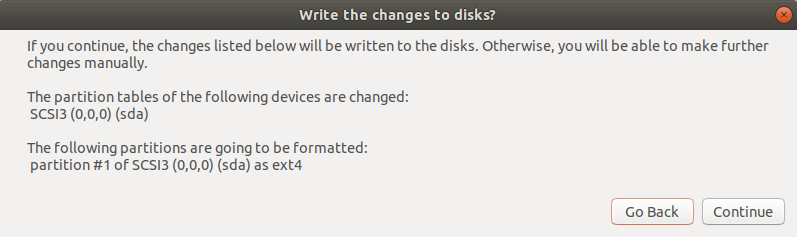 Write the changes to disks?
If you continue, the changes listed below will be written to the disks. Otherwise, you will be able to make further
changes manually.
The partition tables of the following devices are changed:
SCSI3 (0,0,0) (sda)
The following partitions are going to be formatted:
partition #1 of SCSI3 (0,0,0) (sda) as ext4
Go Back Continue